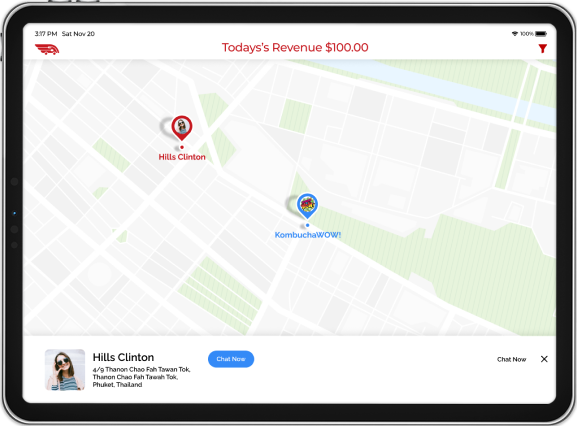 3:17 PM Sat Nov 20
100%
Todays's Revenue $100.00
Hills Clinton
KombuchaWOW!
Hills Clinton
4/9 Thanon Chao Fah Tawan Tok,
Thanon Chao Fah Tawah Tok,
Phuket, Thailand
Chat Now
Chat Now